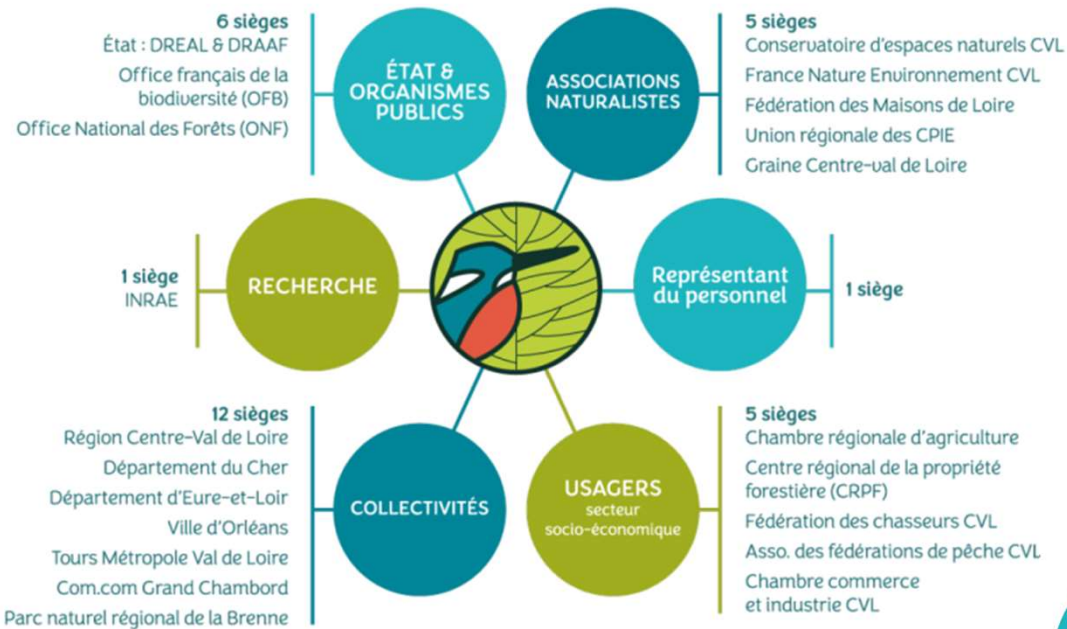 6 sièges
État : DREAL & DRAAF
Office français de la
biodiversité (OFB)
Office National des Forêts (ONF)
ÉTAT &
ORGANISMES
PUBLICS
ASSOCIATIONS
NATURALISTES
5 sièges
Conservatoire d'espaces naturels CVL
France Nature Environnement CVL
Fédération des Maisons de Loire
Union régionale des CPIE
Graine Centre-val de Loire
1 siège
INRAE
RECHERCHE
Représentant
du personnel
1 siège
12 sièges
Région Centre-Val de Loire
Département du Cher
Département d'Eure-et-Loir
Ville d'Orléans
Tours Métropole Val de Loire
Com.com Grand Chambord
Parc naturel régional de la Brenne
COLLECTIVITÉS
USAGERS
secteur
socio-économique
5 sièges
Chambre régionale d'agriculture
Centre régional de la propriété
forestière (CRPF)
Fédération des chasseurs CVL
Asso. des fédérations de pêche CVL
Chambre commerce
et industrie CVL